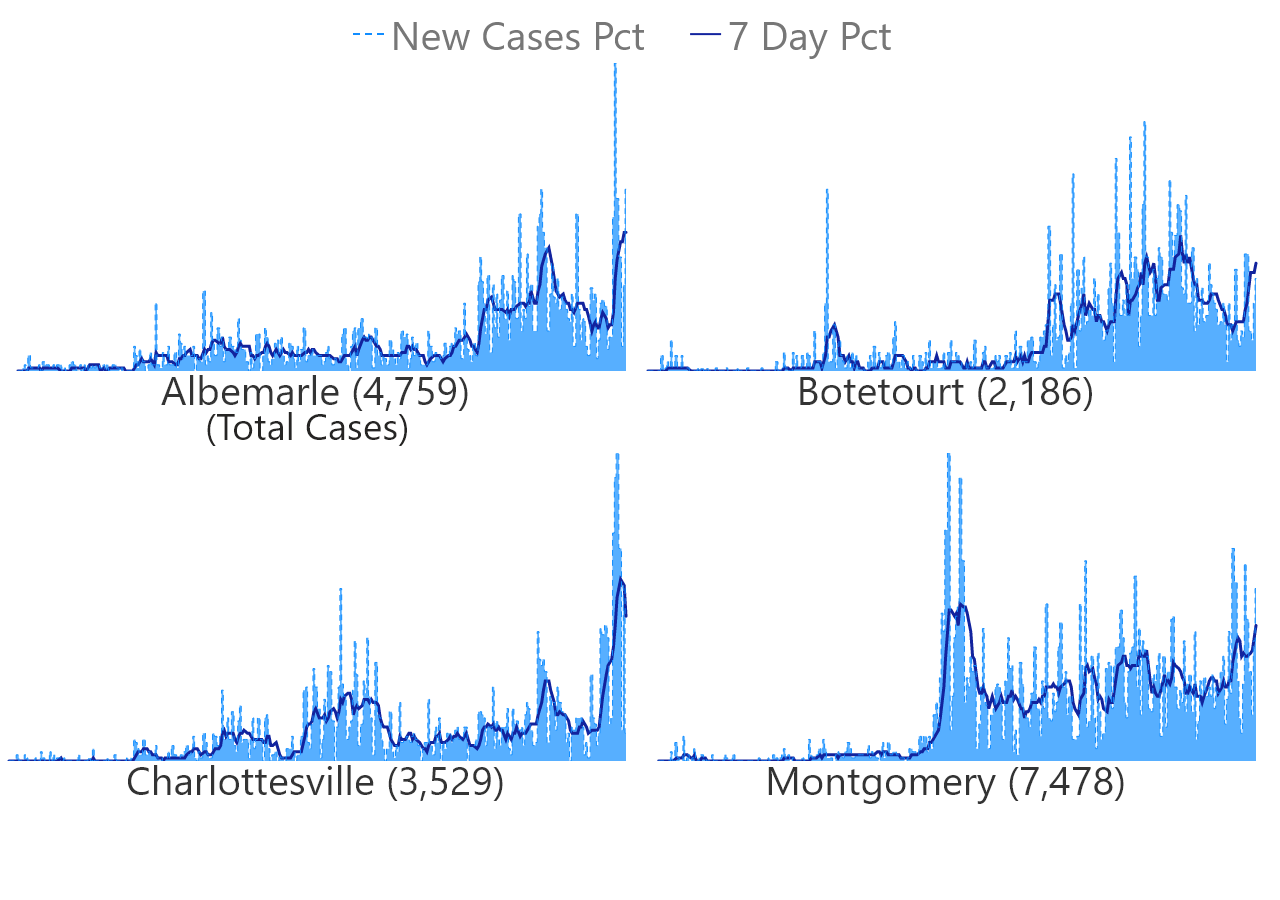 New Cases Pct 7 Day Pct
Albemarle (4,759) Botetourt (2,186)
(Total Cases)
Charlottesville (3,529) Montgomery (7,478)